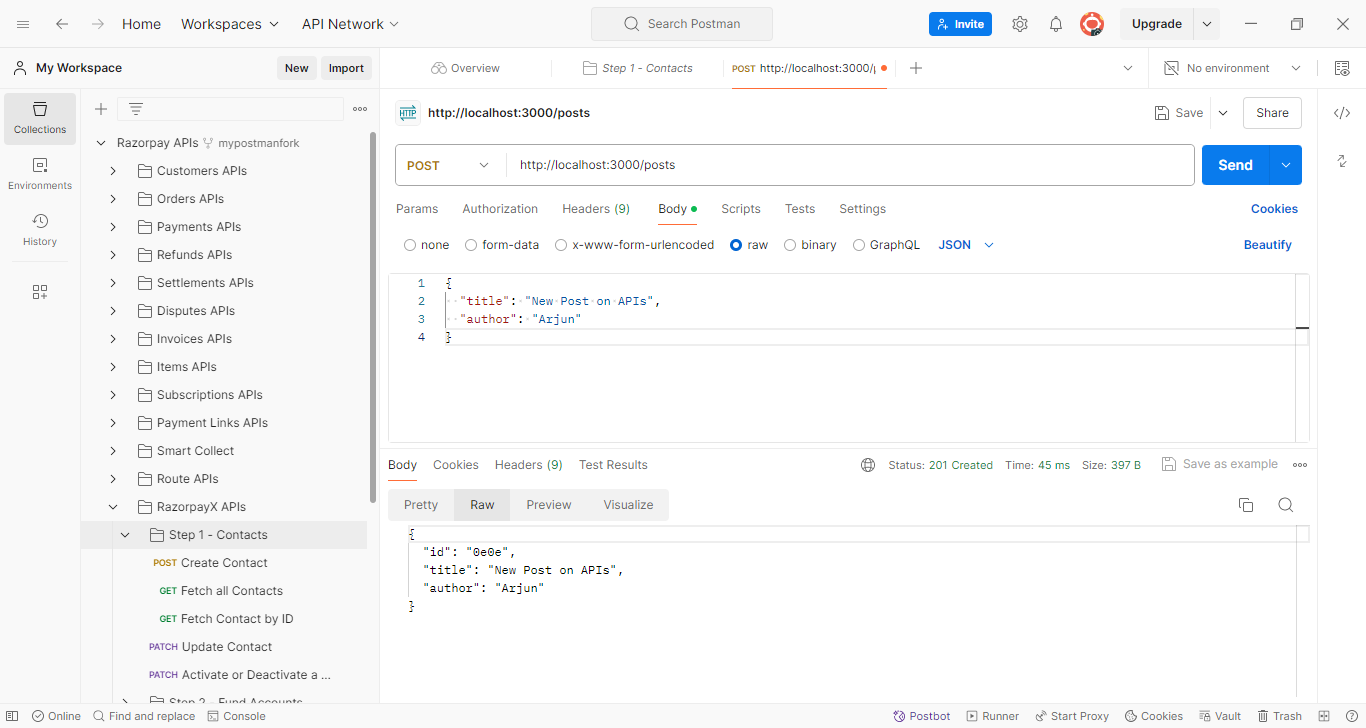 Home Workspaces API Network Search Postman Invite Upgrade
My Workspace New Import Overview Step 1 - Contacts POST http://localhost:3000/ No environment
Collections
Environments
History
Razorpay APIs mypostmanfork
Customers APIs
Orders APIs
Payments APIs
Refunds APIs
Settlements APIs
Disputes APIs
Invoices APIs
Items APIs
Subscriptions APIs
Payment Links APIs
Smart Collect
Route APIs
RazorpayX APIs
Step 1 - Contacts
POST Create Contact
GET Fetch all Contacts
GET Fetch Contact by ID
PATCH Update Contact
PATCH Activate or Deactivate a ...
Step 2 - Fund Accounts
HTTP http://localhost:3000/posts Save Share
POST http://localhost:3000/posts Send
Params Authorization Headers (9) Body Scripts Tests Settings Cookies
none form-data x-www-form-urlencoded raw binary GraphQL JSON Beautify
1 {
2 "title": "New Post on APIs",
3 "author": "Arjun"
4 }
Body Cookies Headers (9) Test Results Status: 201 Created Time: 45 ms Size: 397 B Save as example
Pretty Raw Preview Visualize
{
"id": "0e0e",
"title": "New Post on APIs",
"author": "Arjun"
}
Online Find and replace Console Postbot Runner Start Proxy Cookies Vault Trash